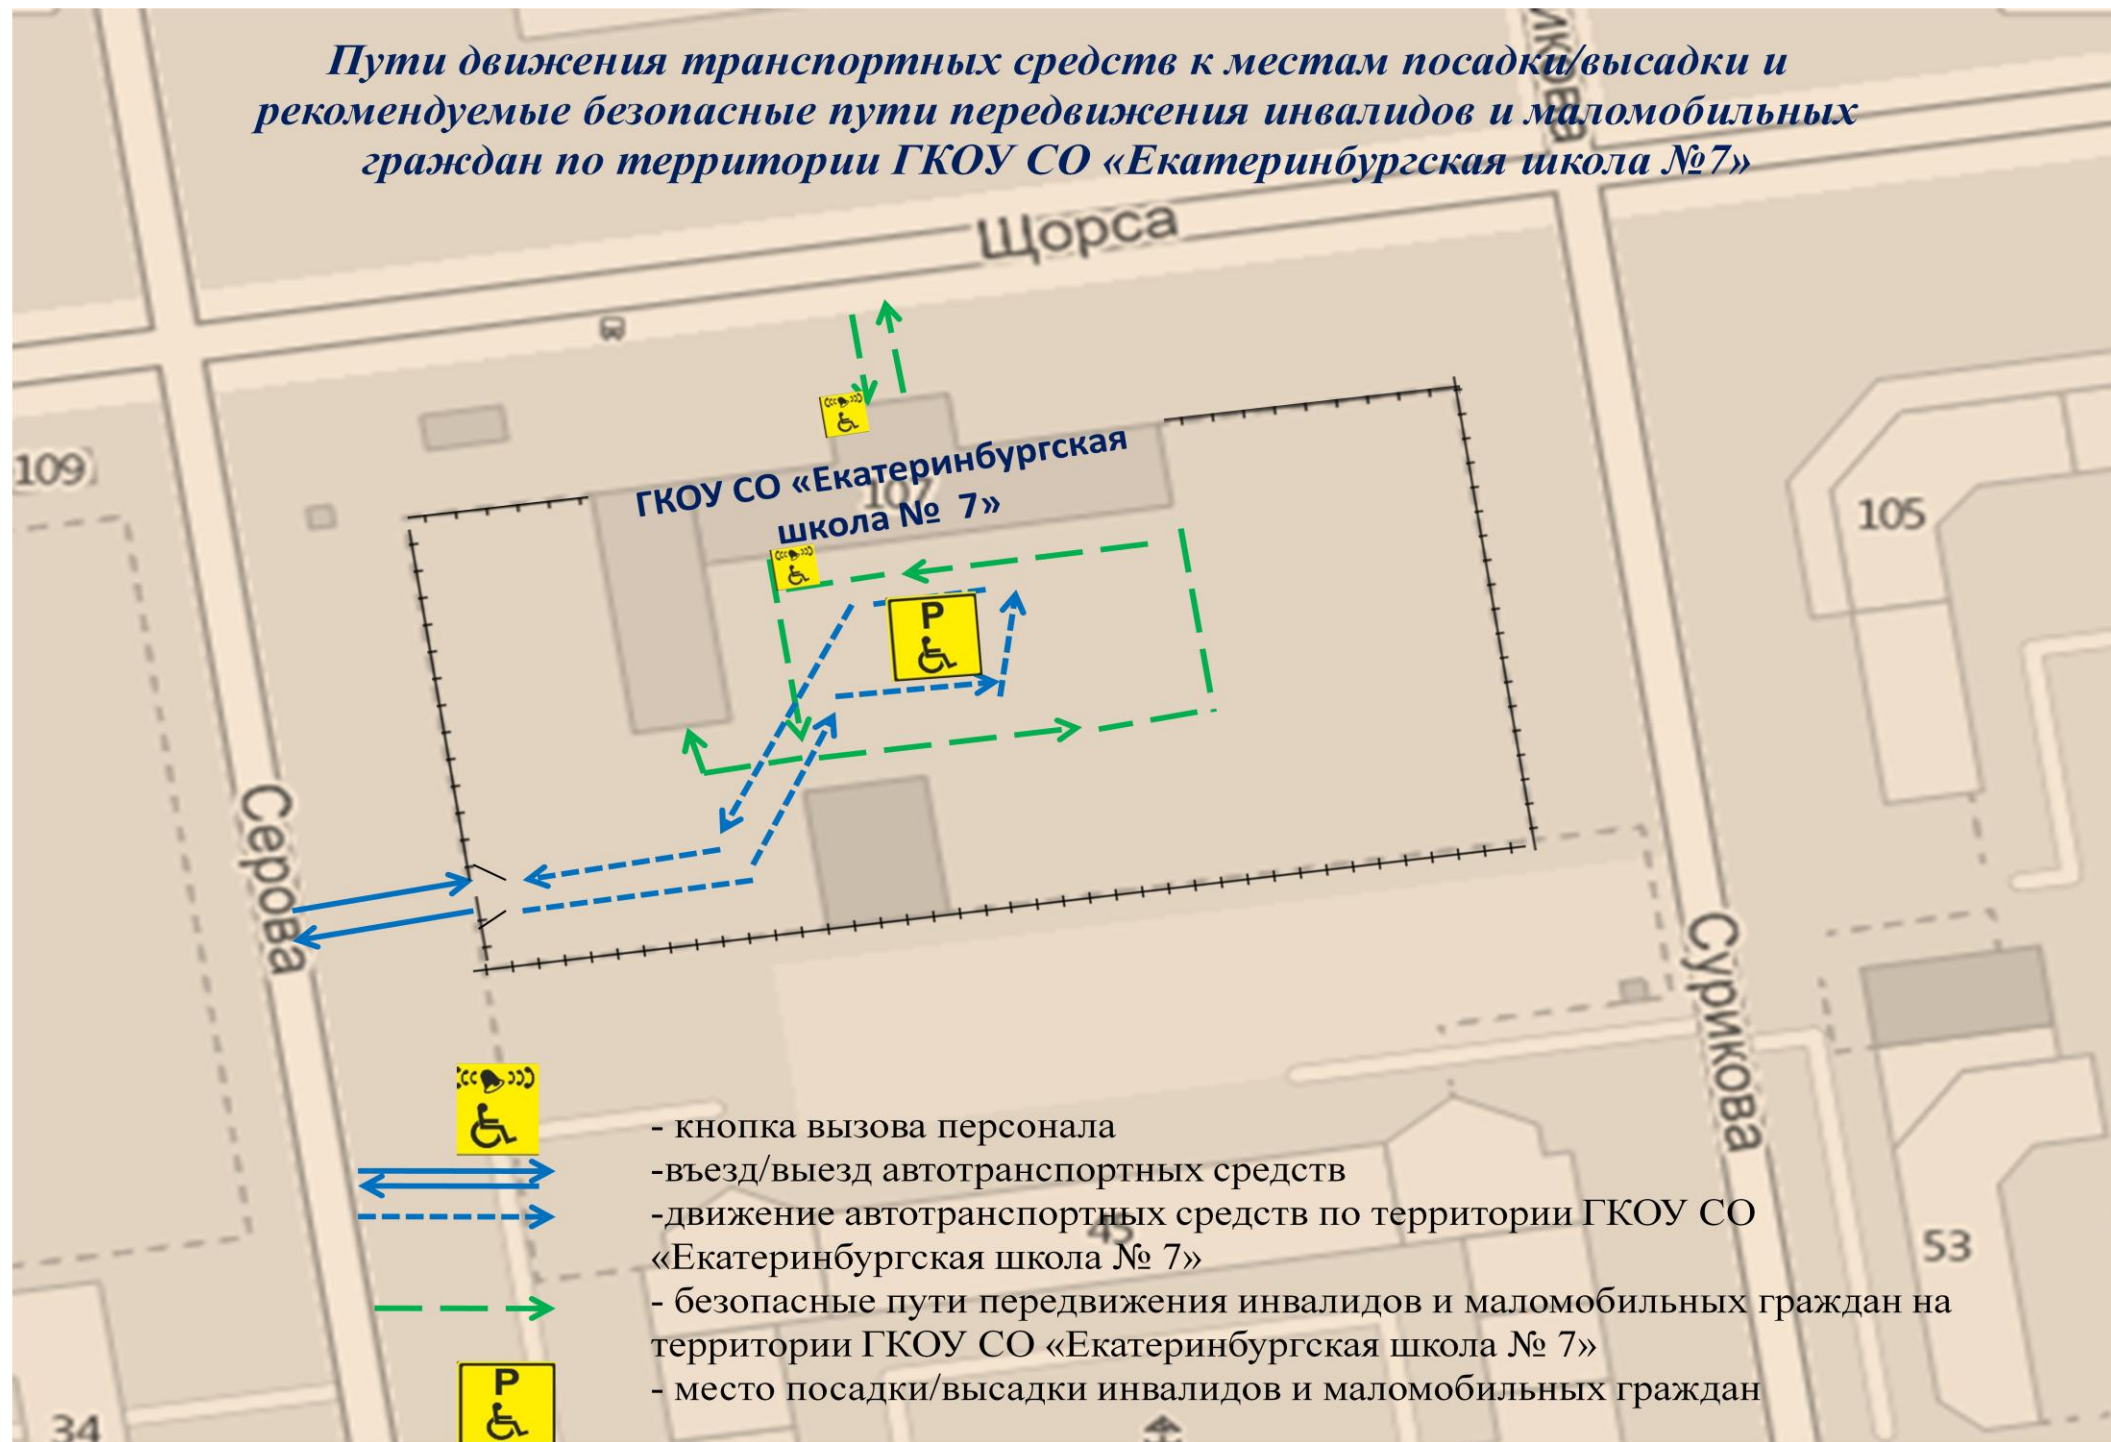 Пути движения транспортных средств к местам посадки/высадки и
рекомендуемые безопасные пути передвижения инвалидов и маломобильных
граждан по территории ГКОУ СО «Екатеринбургская школа №7»
икова
Щорса
109
ГКОУ СО «Екатеринбургская
школа № 7»
107
105
P
Серова
Сурикова
- кнопка вызова персонала
-въезд/выезд автотранспортных средств
-движение автотранспортных средств по территории ГКОУ СО
«Екатеринбургская школа № 7»
45
53
- безопасные пути передвижения инвалидов и маломобильных граждан на
территории ГКОУ СО «Екатеринбургская школа № 7»
P
- место посадки/высадки инвалидов и маломобильных граждан
34